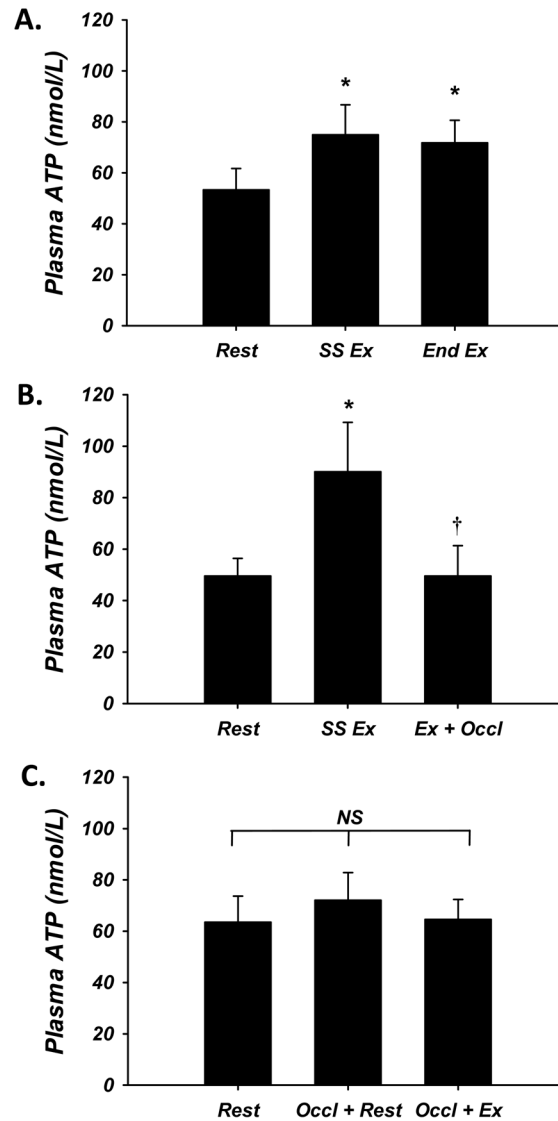 A.
Plasma ATP (nmol/L)
120
100
80
60
40
20
0
*
*
Rest SS Ex End Ex
B.
Plasma ATP (nmol/L)
120
100
80
60
40
20
0
*
†
Rest SS Ex Ex + Occl
C.
Plasma ATP (nmol/L)
120
100
80
60
40
20
0
NS
Rest Occl + Rest Occl + Ex